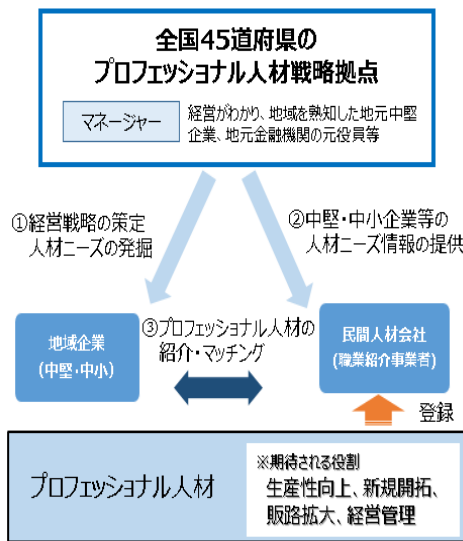 全国45道府県の
プロフェッショナル人材戦略拠点
マネージャー
経営がわかり、地域を熟知した地元中堅
企業、地元金融機関の元役員等
①経営戦略の策定
人材ニーズの発掘
②中堅・中小企業等の
人材ニーズ情報の提供
地域企業
(中堅・中小)
③プロフェッショナル人材の
紹介・マッチング
民間人材会社
(職業紹介事業者)
登録
プロフェッショナル人材
※期待される役割
生産性向上、新規開拓、
販路拡大、経営管理